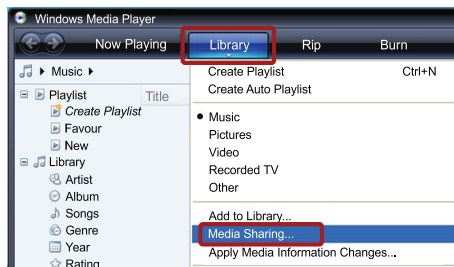 Windows Media Player
Now Playing Library Rip Burn
Music
Create Playlist Ctrl+N
Create Auto Playlist
Playlist Title
Create Playlist
Favour
New
Library
Artist
Album
Songs
Genre
Year
Rating
Music
Pictures
Video
Recorded TV
Other
Add to Library...
Media Sharing...
Apply Media Information Changes...